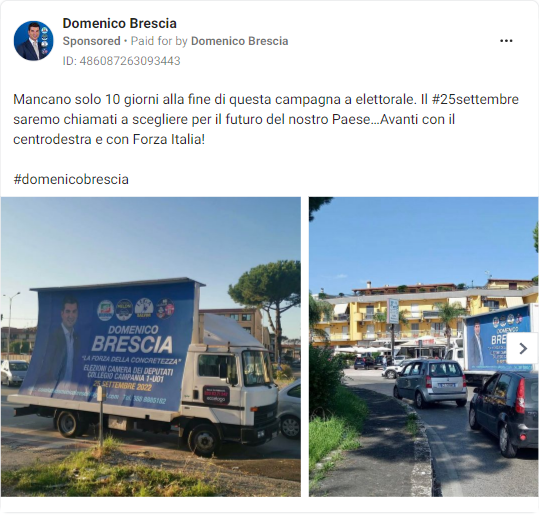 Domenico Brescia
Sponsored • Paid for by Domenico Brescia
ID: 486087263093443
Mancano solo 10 giorni alla fine di questa campagna a elettorale. Il #25settembre
saremo chiamati a scegliere per il futuro del nostro Paese…Avanti con il
centrodestra e con Forza Italia!
#domenicobrescia
DOMENICO
BRESCIA
"LA FORZA DELLA CONCRETEZZA"
ELEZIONI CAMERA DEI DEPUTATI
COLLEGIO CAMPANIA 1-U01
25 SETTEMBRE 2022
DOMENICO
BRES